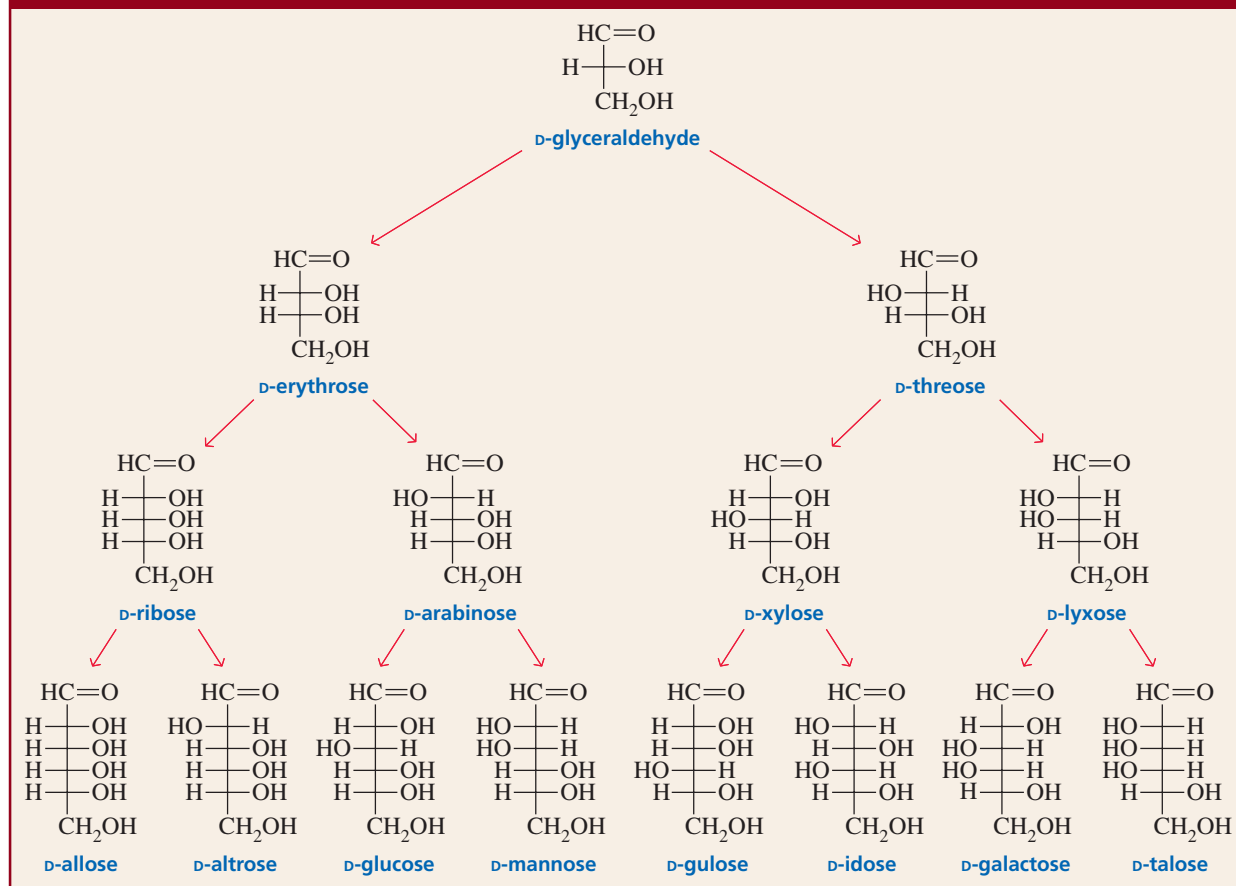 HC=O
H OH
CH₂OH
D-glyceraldehyde
HC=O HC=O
H OH HO H
H OH H OH
CH₂OH CH₂OH
D-erythrose D-threose
HC=O HC=O HC=O HC=O
H OH HO H H OH HO H
H OH H OH HO H HO H
H OH H OH H OH H OH
CH₂OH CH₂OH CH₂OH CH₂OH
D-ribose D-arabinose D-xylose D-lyxose
HC=O HC=O HC=O HC=O HC=O HC=O HC=O HC=O
H OH HO H H OH HO H H OH HO H H OH HO H
H OH H OH HO H HO H H OH H OH HO H HO H
H OH H OH H OH H OH HO H HO H HO H HO H
H OH H OH H OH H OH H OH H OH H OH H OH
CH₂OH CH₂OH CH₂OH CH₂OH CH₂OH CH₂OH CH₂OH CH₂OH
D-allose D-altrose D-glucose D-mannose D-gulose D-idose D-galactose D-talose